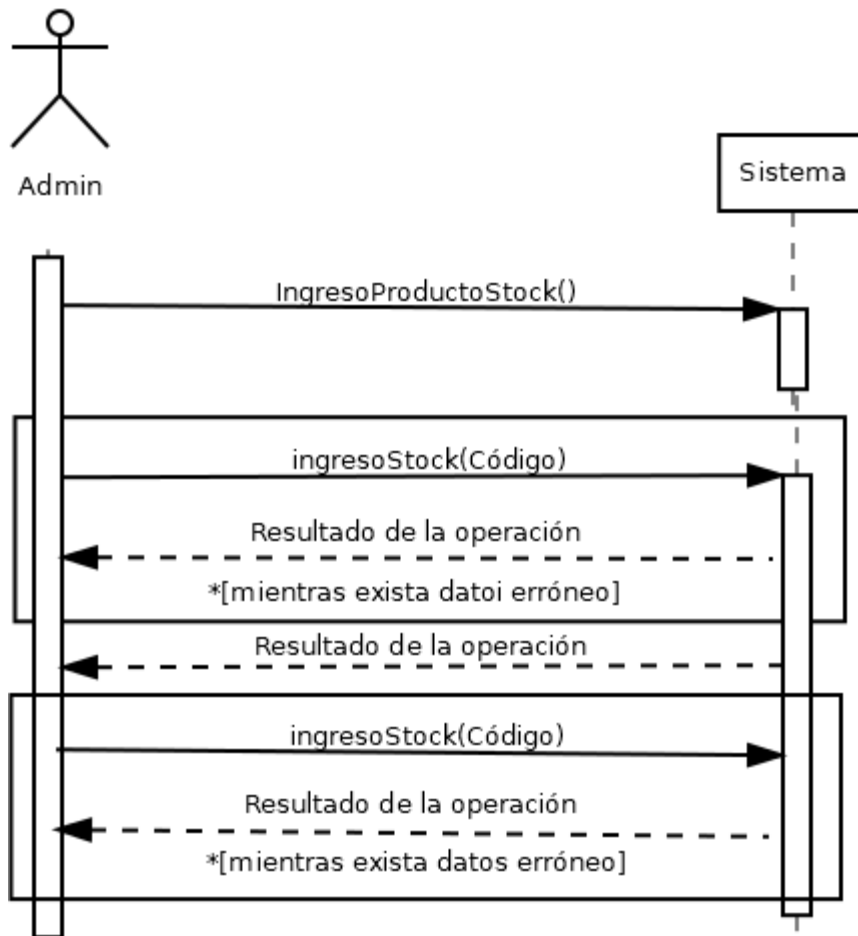 Admin
Sistema
IngresoProductoStock()
ingresoStock(Código)
Resultado de la operación
*[mientras exista datoi erróneo]
Resultado de la operación
ingresoStock(Código)
Resultado de la operación
*[mientras exista datos erróneo]